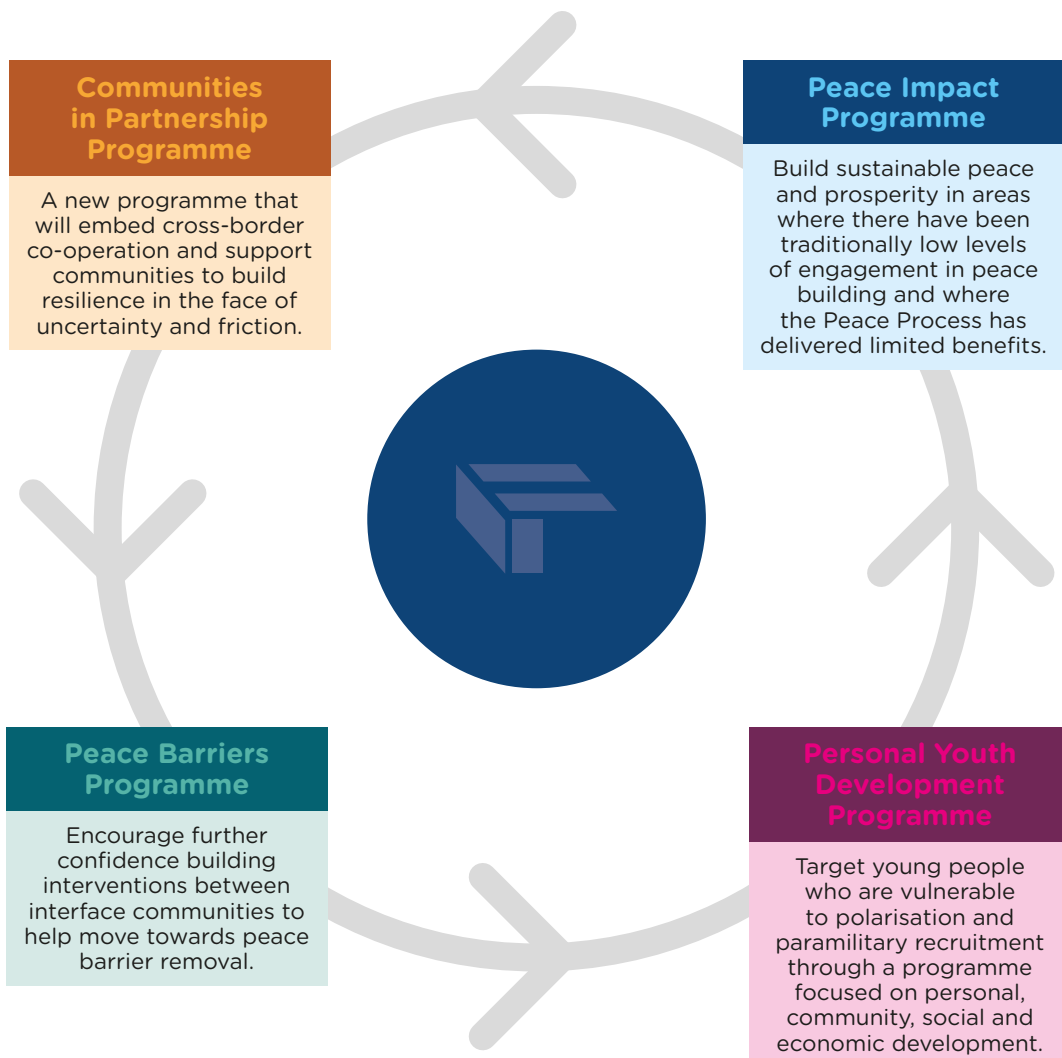 Communities
in Partnership
Programme
A new programme that
will embed cross-border
co-operation and support
communities to build
resilience in the face of
uncertainty and friction.
Peace Impact
Programme
Build sustainable peace
and prosperity in areas
where there have been
traditionally low levels
of engagement in peace
building and where
the Peace Process has
delivered limited benefits.
Peace Barriers
Programme
Encourage further
confidence building
interventions between
interface communities to
help move towards peace
barrier removal.
Personal Youth
Development
Programme
Target young people
who are vulnerable
to polarisation and
paramilitary recruitment
through a programme
focused on personal,
community, social and
economic development.